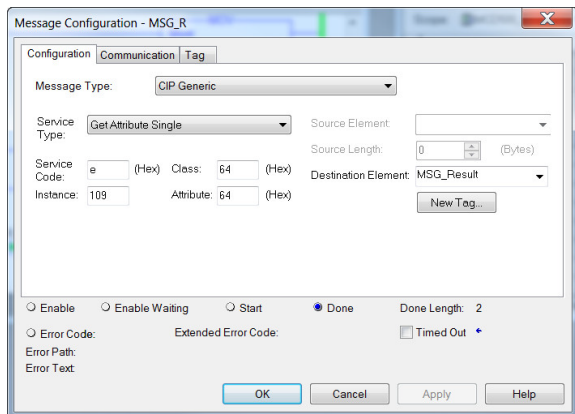 Message Configuration - MSG_R
Configuration Communication Tag
Message Type: CIP Generic
Service Type: Get Attribute Single
Source Element:
Source Length: 0 (Bytes)
Service Code: e (Hex) Class: 64 (Hex) Destination Element: MSG_Result
Instance: 109 Attribute: 64 (Hex) New Tag...
Enable Enable Waiting Start Done Done Length: 2
Error Code: Extended Error Code: Timed Out
Error Path:
Error Text:
OK Cancel Apply Help